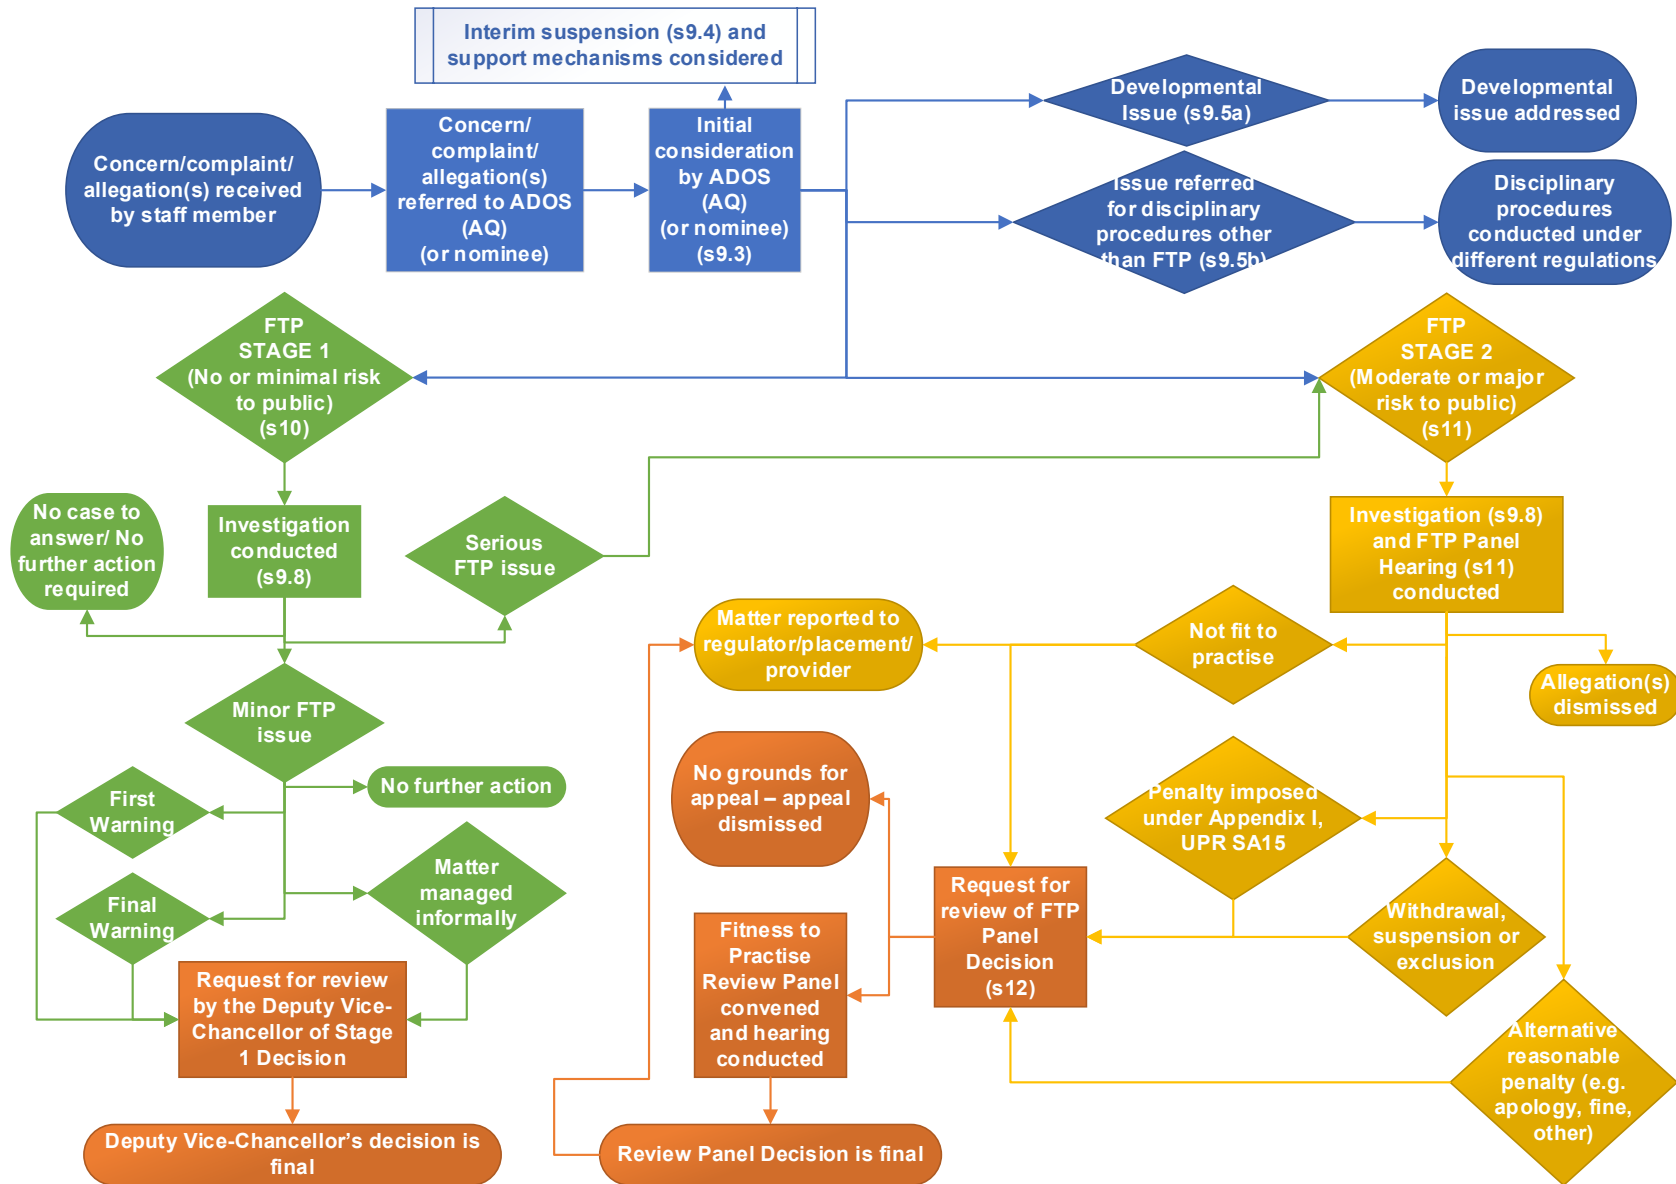 Interim suspension (s9.4) and
support mechanisms considered
Concern/complaint/
allegation(s) received
by staff member
Concern/
complaint/
allegation(s)
referred to ADOS
(AQ)
(or nominee)
Initial
consideration
by ADOS
(AQ)
(or nominee)
(s9.3)
Developmental
Issue (s9.5a)
Developmental
issue addressed
Issue referred
for disciplinary
procedures other
than FTP (s9.5b)
Disciplinary
procedures
conducted under
different regulations
FTP
STAGE 1
(No or minimal risk
to public)
(s10)
FTP
STAGE 2
(Moderate or major
risk to public)
(s11)
No case to
answer/ No
further action
required
Investigation
conducted
(s9.8)
Serious
FTP issue
Investigation (s9.8)
and FTP Panel
Hearing (s11)
conducted
Matter reported to
regulator/placement/
provider
Not fit to
practise
Allegation(s)
dismissed
Minor FTP
issue
No further action
First
Warning
Final
Warning
Matter
managed
informally
No grounds for
appeal – appeal
dismissed
Penalty imposed
under Appendix I,
UPR SA15
Request for
review of FTP
Panel
Decision
(s12)
Withdrawal,
suspension or
exclusion
Fitness to
Practise
Review Panel
convened
and hearing
conducted
Request for review
by the Deputy Vice-
Chancellor of Stage
1 Decision
Alternative
reasonable
penalty (e.g.
apology, fine,
other)
Deputy Vice-Chancellor's decision is
final
Review Panel Decision is final